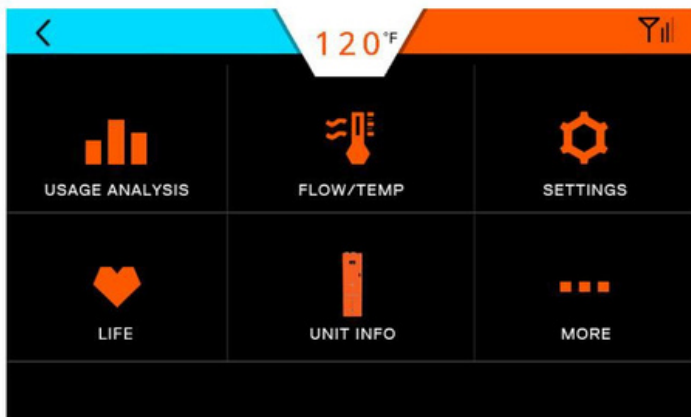 120°F
USAGE ANALYSIS
FLOW/TEMP
SETTINGS
LIFE
UNIT INFO
MORE